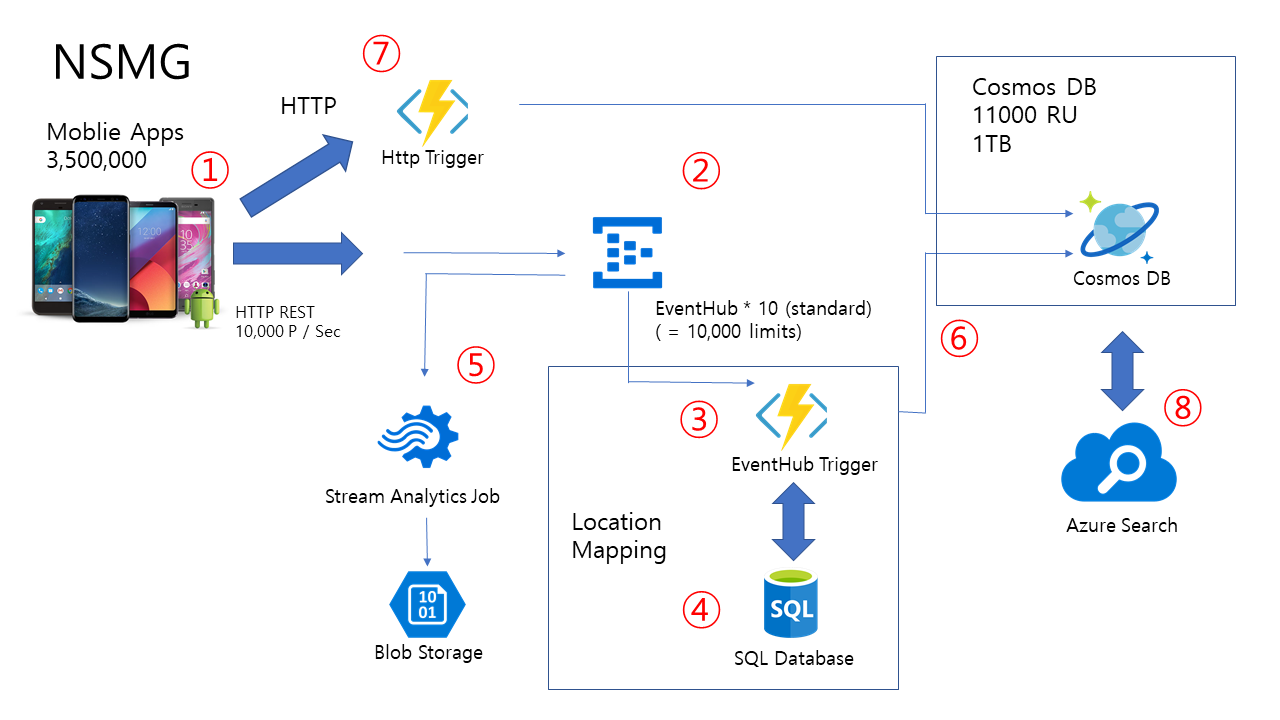 NSMG
⑦
HTTP
Moblie Apps
3,500,000
①
Http Trigger
②
Cosmos DB
11000 RU
1TB
Cosmos DB
HTTP REST
10,000 P / Sec
EventHub * 10 (standard)
( = 10,000 limits)
⑥
⑤
③
EventHub Trigger
⑧
Azure Search
Stream Analytics Job
Location
Mapping
10
01
Blob Storage
④
SQL
SQL Database